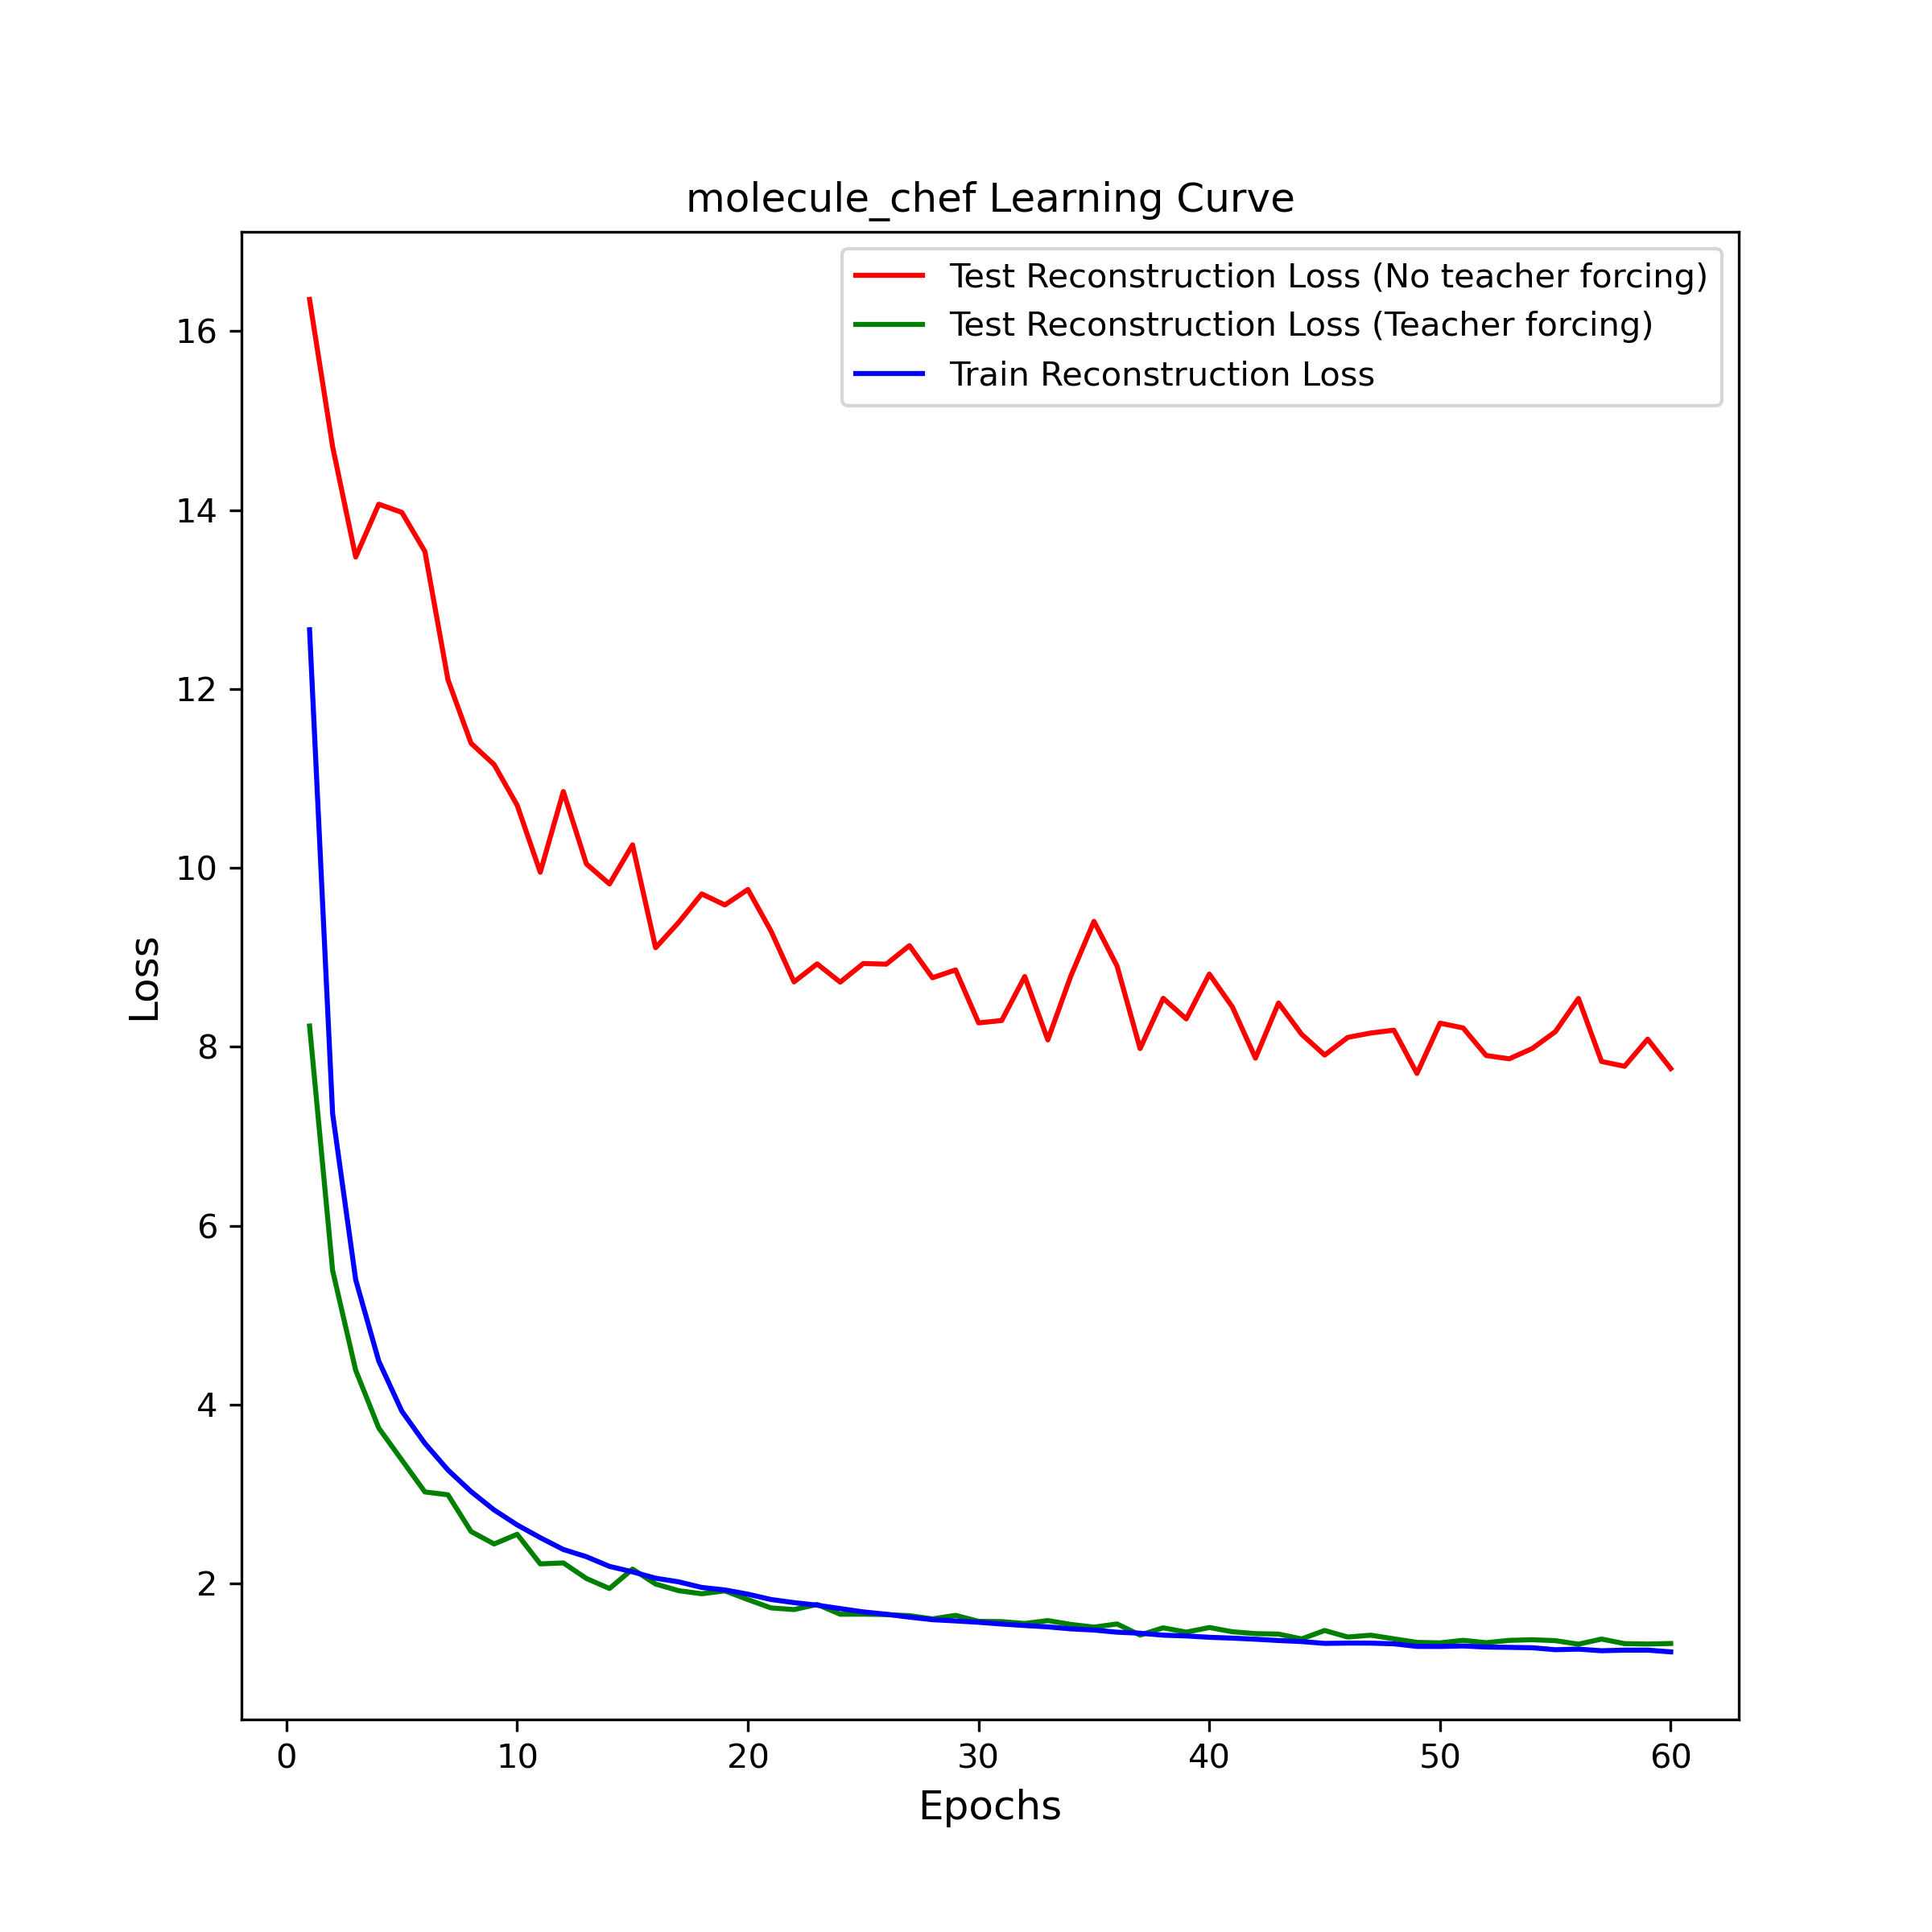 molecule_chef Learning Curve
Test Reconstruction Loss (No teacher forcing)
Test Reconstruction Loss (Teacher forcing)
Train Reconstruction Loss
16
14
12
10
8
6
4
2
Loss
0 10 20 30 40 50 60
Epochs